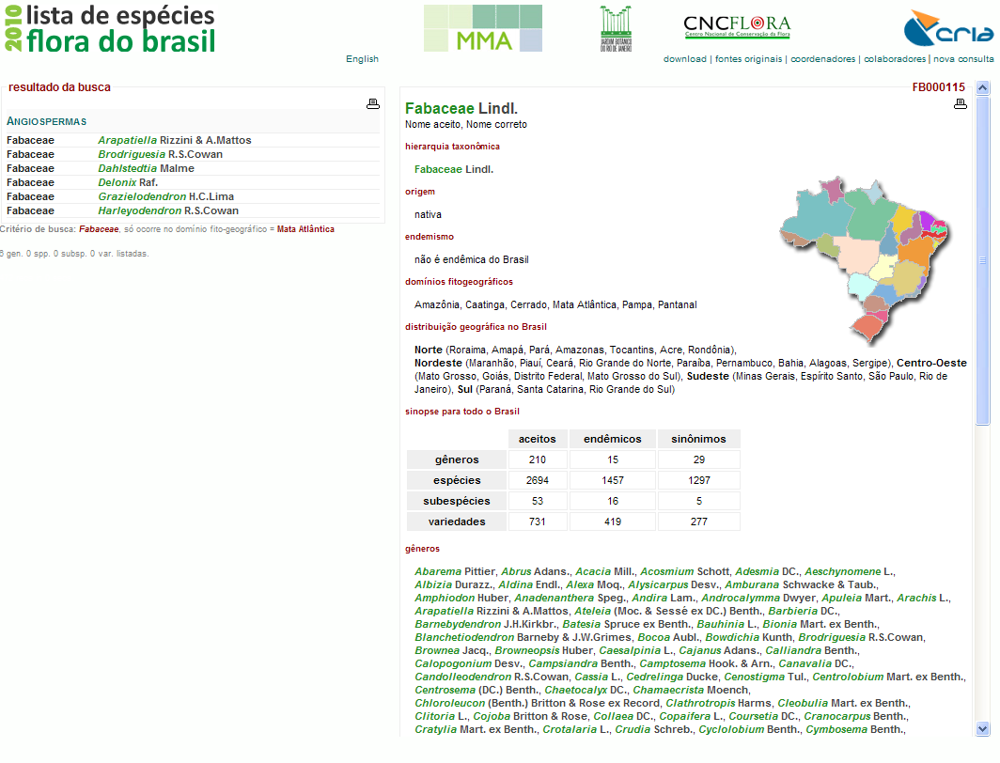 2010 lista de espécies
flora do brasil
MMA
JARDIM BOTÂNICO
DO RIO DE JANEIRO
CNCFLORA
Centro Nacional de Conservação da Flora
cria
English
download | fontes originais | coordenadores | colaboradores | nova consulta
resultado da busca
ANGIOSPERMAS
Fabaceae Arapatiella Rizzini & A.Mattos
Fabaceae Brodriguesia R.S.Cowan
Fabaceae Dahlstedtia Malme
Fabaceae Delonix Raf.
Fabaceae Grazielodendron H.C.Lima
Fabaceae Harleyodendron R.S.Cowan
Critério de busca: Fabaceae, só ocorre no domínio fito-geográfico = Mata Atlântica
6 gen. 0 spp. 0 subsp. 0 var. listadas.
FB000115
Fabaceae Lindl.
Nome aceito, Nome correto
hierarquia taxonômica
Fabaceae Lindl.
origem
nativa
endemismo
não é endêmica do Brasil
domínios fitogeográficos
Amazônia, Caatinga, Cerrado, Mata Atlântica, Pampa, Pantanal
distribuição geográfica no Brasil
Norte (Roraima, Amapá, Pará, Amazonas, Tocantins, Acre, Rondônia),
Nordeste (Maranhão, Piauí, Ceará, Rio Grande do Norte, Paraíba, Pernambuco, Bahia, Alagoas, Sergipe), Centro-Oeste
(Mato Grosso, Goiás, Distrito Federal, Mato Grosso do Sul), Sudeste (Minas Gerais, Espírito Santo, São Paulo, Rio de
Janeiro), Sul (Paraná, Santa Catarina, Rio Grande do Sul)
sinopse para todo o Brasil
aceitos endêmicos sinônimos
gêneros 210 15 29
espécies 2694 1457 1297
subespécies 53 16 5
variedades 731 419 277
gêneros
Abarema Pittier, Abrus Adans., Acacia Mill., Acosmium Schott, Adesmia DC., Aeschynomene L.,
Albizia Durazz., Aldina Endl., Alexa Moq., Alysicarpus Desv., Amburana Schwacke & Taub.,
Amphiodon Huber, Anadenanthera Speg., Andira Lam., Androcalymma Dwyer, Apuleia Mart., Arachis L.,
Arapatiella Rizzini & A.Mattos, Ateleia (Moc. & Sessé ex DC.) Benth., Barbieria DC.,
Barnebydendron J.H.Kirkbr., Batesia Spruce ex Benth., Bauhinia L., Bionia Mart. ex Benth.,
Blanchetiodendron Barneby & J.W.Grimes, Bocoa Aubl., Bowdichia Kunth, Brodriguesia R.S.Cowan,
Brownea Jacq., Browneopsis Huber, Caesalpinia L., Cajanus Adans., Calliandra Benth.,
Calopogonium Desv., Campsiandra Benth., Camptosema Hook. & Arn., Canavalia DC.,
Candolleodendron R.S.Cowan, Cassia L., Cedrelinga Ducke, Cenostigma Tul., Centrolobium Mart. ex Benth.,
Centrosema (DC.) Benth., Chaetocalyx DC., Chamaecrista Moench,
Chloroleucon (Benth.) Britton & Rose ex Record, Clathrotropis Harms, Cleobulia Mart. ex Benth.,
Clitoria L., Cojoba Britton & Rose, Collaea DC., Copaifera L., Coursetia DC., Cranocarpus Benth.,
Cratylia Mart. ex Benth., Crotalaria L., Crudia Schreb., Cyclolobium Benth., Cymbosema Benth.,